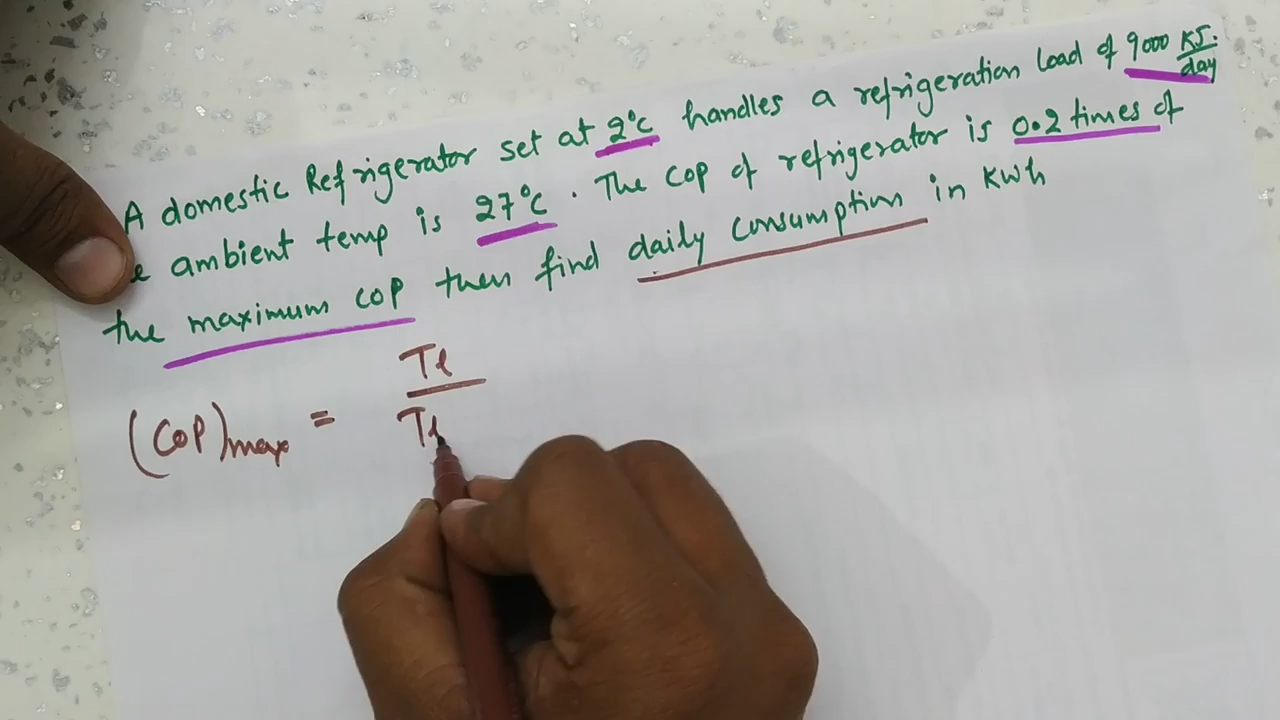 A domestic Refrigerator set at 2°C handles a refrigeration load of 9000 KJ/day.
ambient temp is 27°C. The COP of refrigerator is 0.2 times of
the maximum COP then find daily consumption in KWh
(COP)max = Tl / Tl